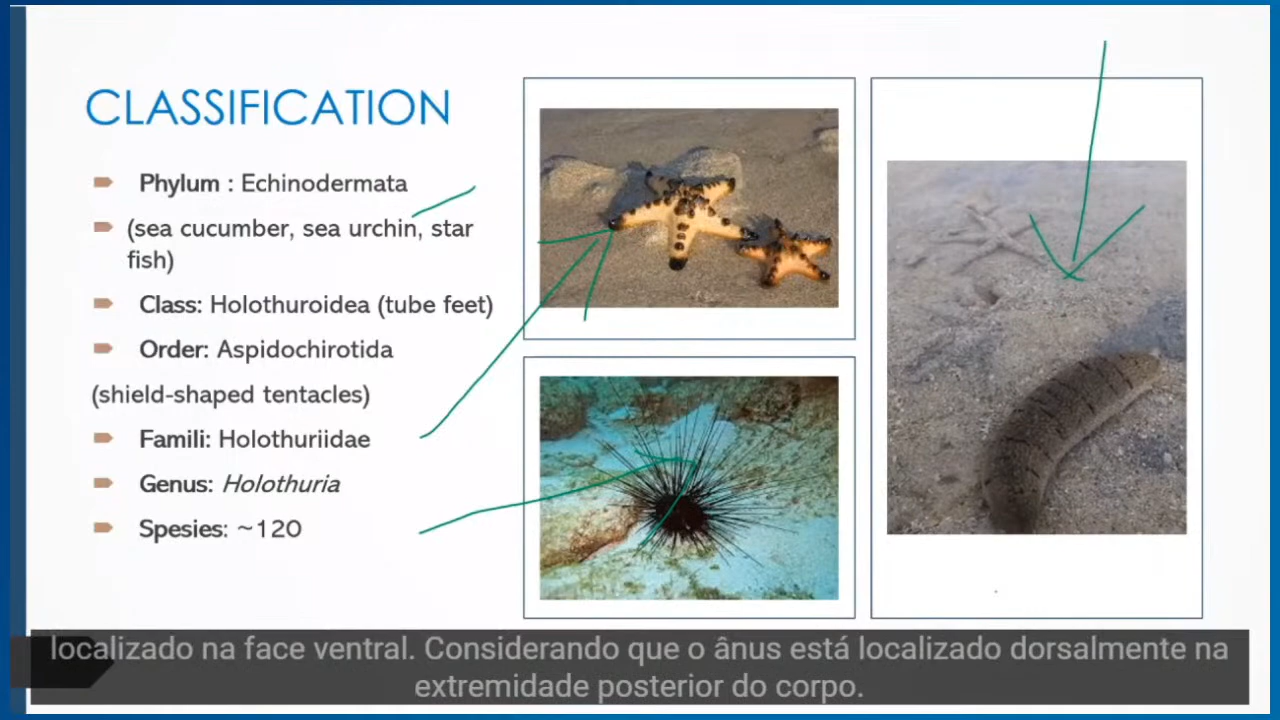 CLASSIFICATION
Phylum : Echinodermata
(sea cucumber, sea urchin, star
fish)
Class: Holothuroidea (tube feet)
Order: Aspidochirotida
(shield-shaped tentacles)
Famili: Holothuriidae
Genus: Holothuria
Spesies: ~120
localizado na face ventral. Considerando que o ânus está localizado dorsalmente na
extremidade posterior do corpo.